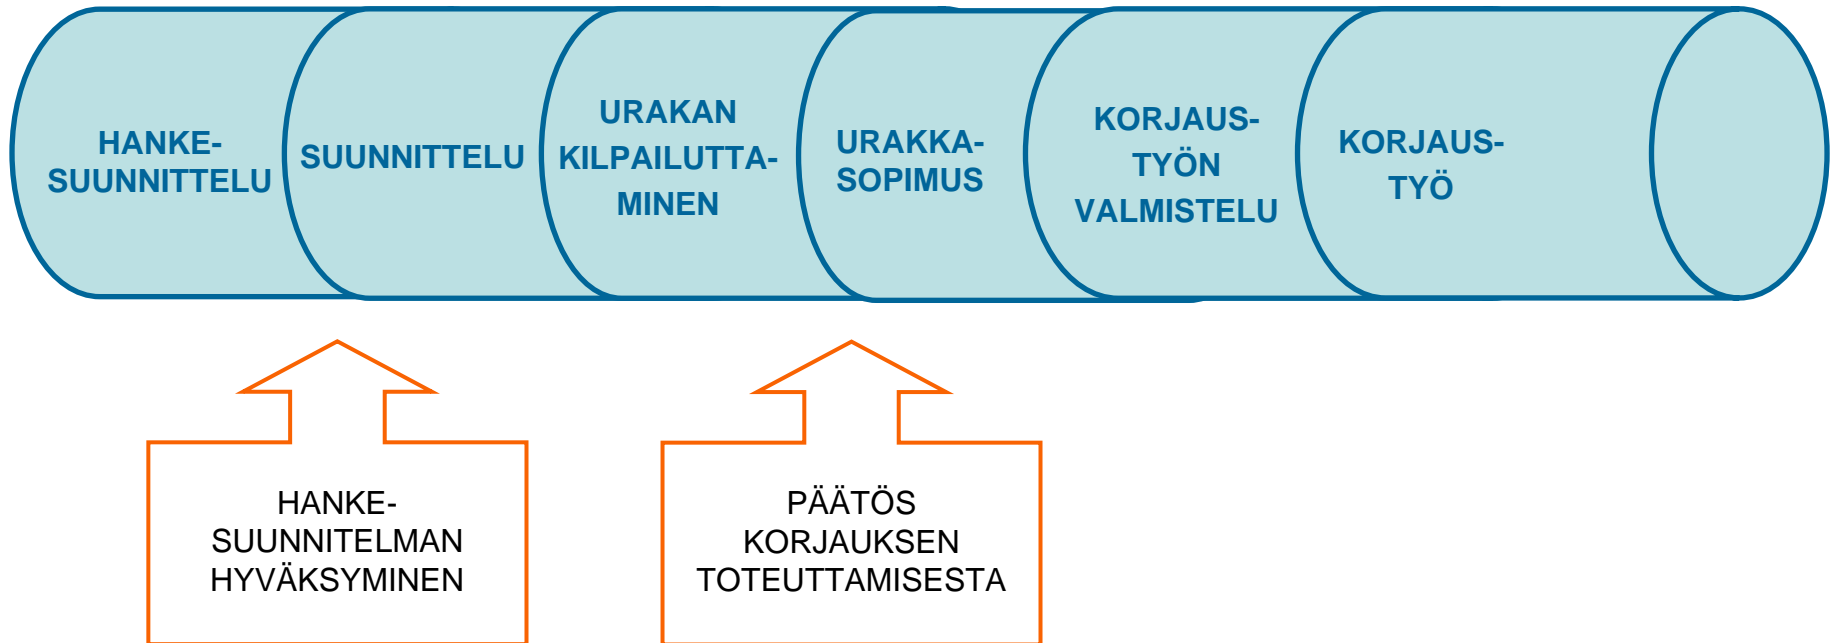 HANKE-
SUUNNITTELU
SUUNNITTELU
URAKAN
KILPAILUTTA-
MINEN
URAKKA-
SOPIMUS
KORJAUS-
TYÖN
VALMISTELU
KORJAUS-
TYÖ
HANKE-
SUUNNITELMAN
HYVÄKSYMINEN
PÄÄTÖS
KORJAUKSEN
TOTEUTTAMISESTA